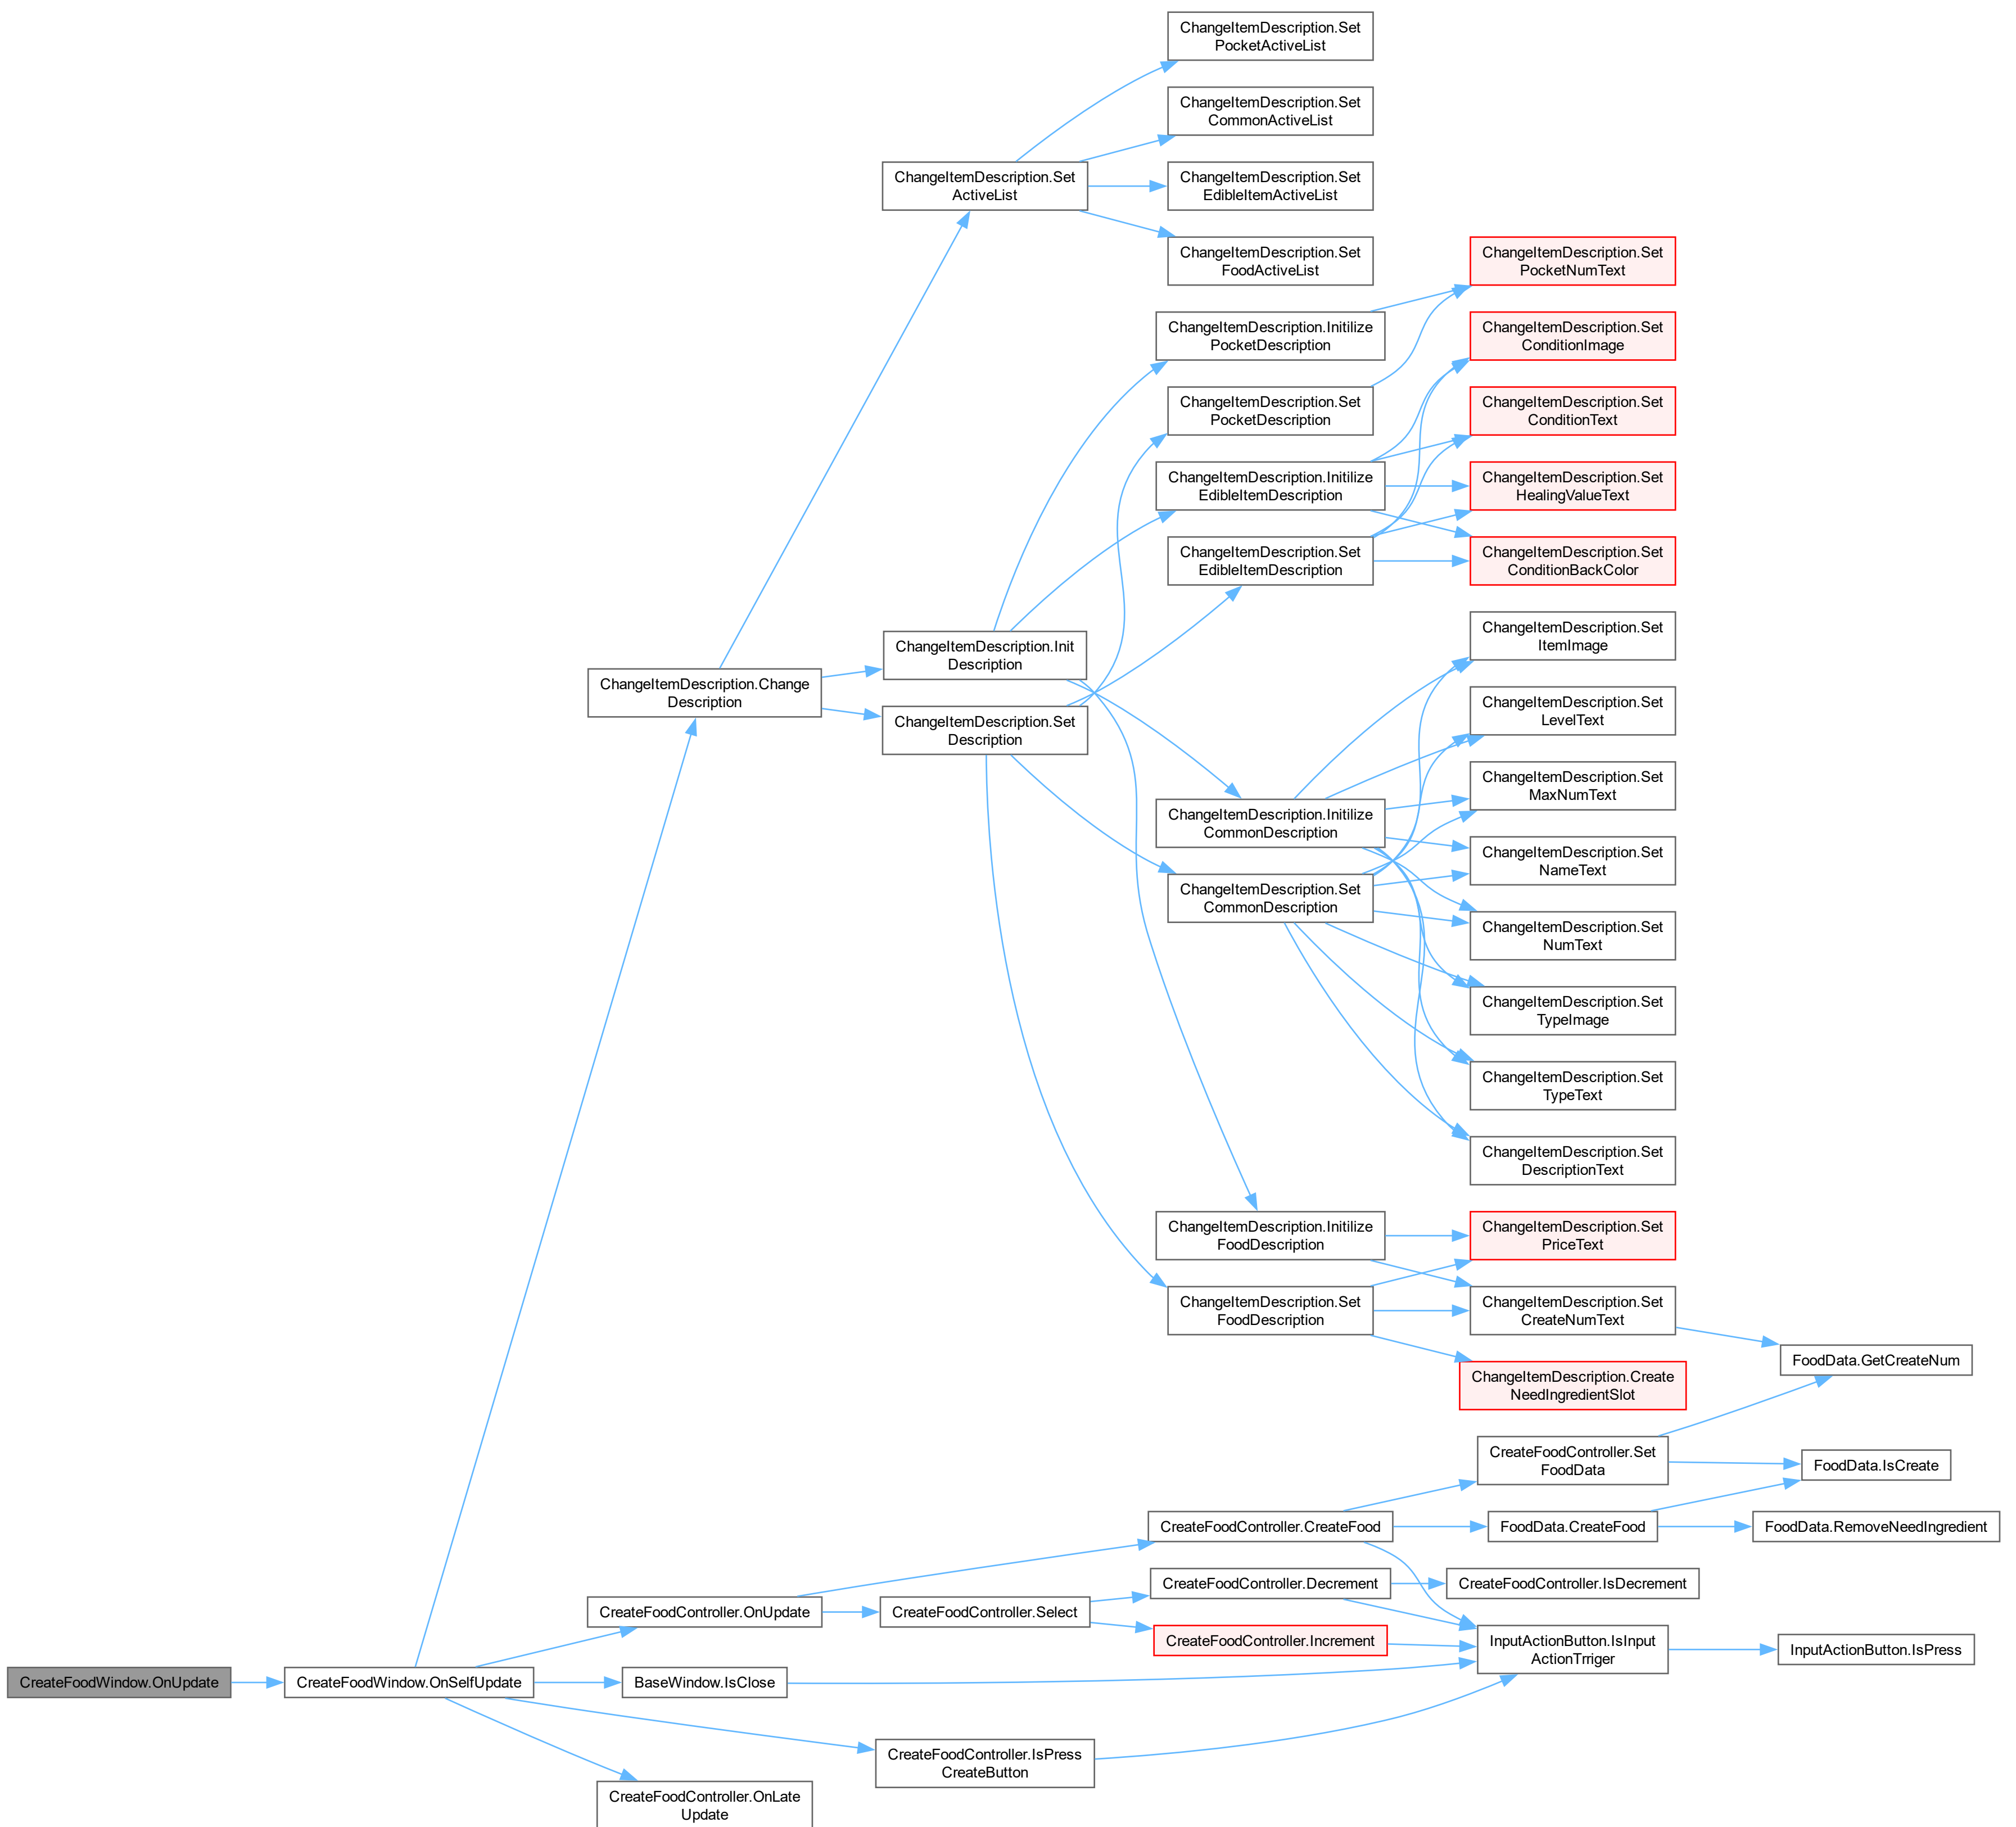 ChangeItemDescription.Set
PocketActiveList
ChangeItemDescription.Set
CommonActiveList
ChangeItemDescription.Set
ActiveList
ChangeItemDescription.Set
EdibleItemActiveList
ChangeItemDescription.Set
FoodActiveList
ChangeItemDescription.Set
PocketNumText
ChangeItemDescription.Initilize
PocketDescription
ChangeItemDescription.Set
ConditionImage
ChangeItemDescription.Set
PocketDescription
ChangeItemDescription.Set
ConditionText
ChangeItemDescription.Initilize
EdibleItemDescription
ChangeItemDescription.Set
HealingValueText
ChangeItemDescription.Set
EdibleItemDescription
ChangeItemDescription.Set
ConditionBackColor
ChangeItemDescription.Set
ItemImage
ChangeItemDescription.Init
Description
ChangeItemDescription.Change
Description
ChangeItemDescription.Set
LevelText
ChangeItemDescription.Set
Description
ChangeItemDescription.Set
MaxNumText
ChangeItemDescription.Initilize
CommonDescription
ChangeItemDescription.Set
NameText
ChangeItemDescription.Set
CommonDescription
ChangeItemDescription.Set
NumText
ChangeItemDescription.Set
TypeImage
ChangeItemDescription.Set
TypeText
ChangeItemDescription.Set
DescriptionText
ChangeItemDescription.Initilize
FoodDescription
ChangeItemDescription.Set
PriceText
ChangeItemDescription.Set
FoodDescription
ChangeItemDescription.Set
CreateNumText
FoodData.GetCreateNum
ChangeItemDescription.Create
NeedIngredientSlot
CreateFoodController.Set
FoodData
FoodData.IsCreate
CreateFoodController.CreateFood
FoodData.CreateFood
FoodData.RemoveNeedIngredient
CreateFoodController.Decrement
CreateFoodController.IsDecrement
CreateFoodController.OnUpdate
CreateFoodController.Select
CreateFoodController.Increment
InputActionButton.IsInput
ActionTrriger
InputActionButton.IsPress
CreateFoodWindow.OnUpdate
CreateFoodWindow.OnSelfUpdate
BaseWindow.IsClose
CreateFoodController.IsPress
CreateButton
CreateFoodController.OnLate
Update